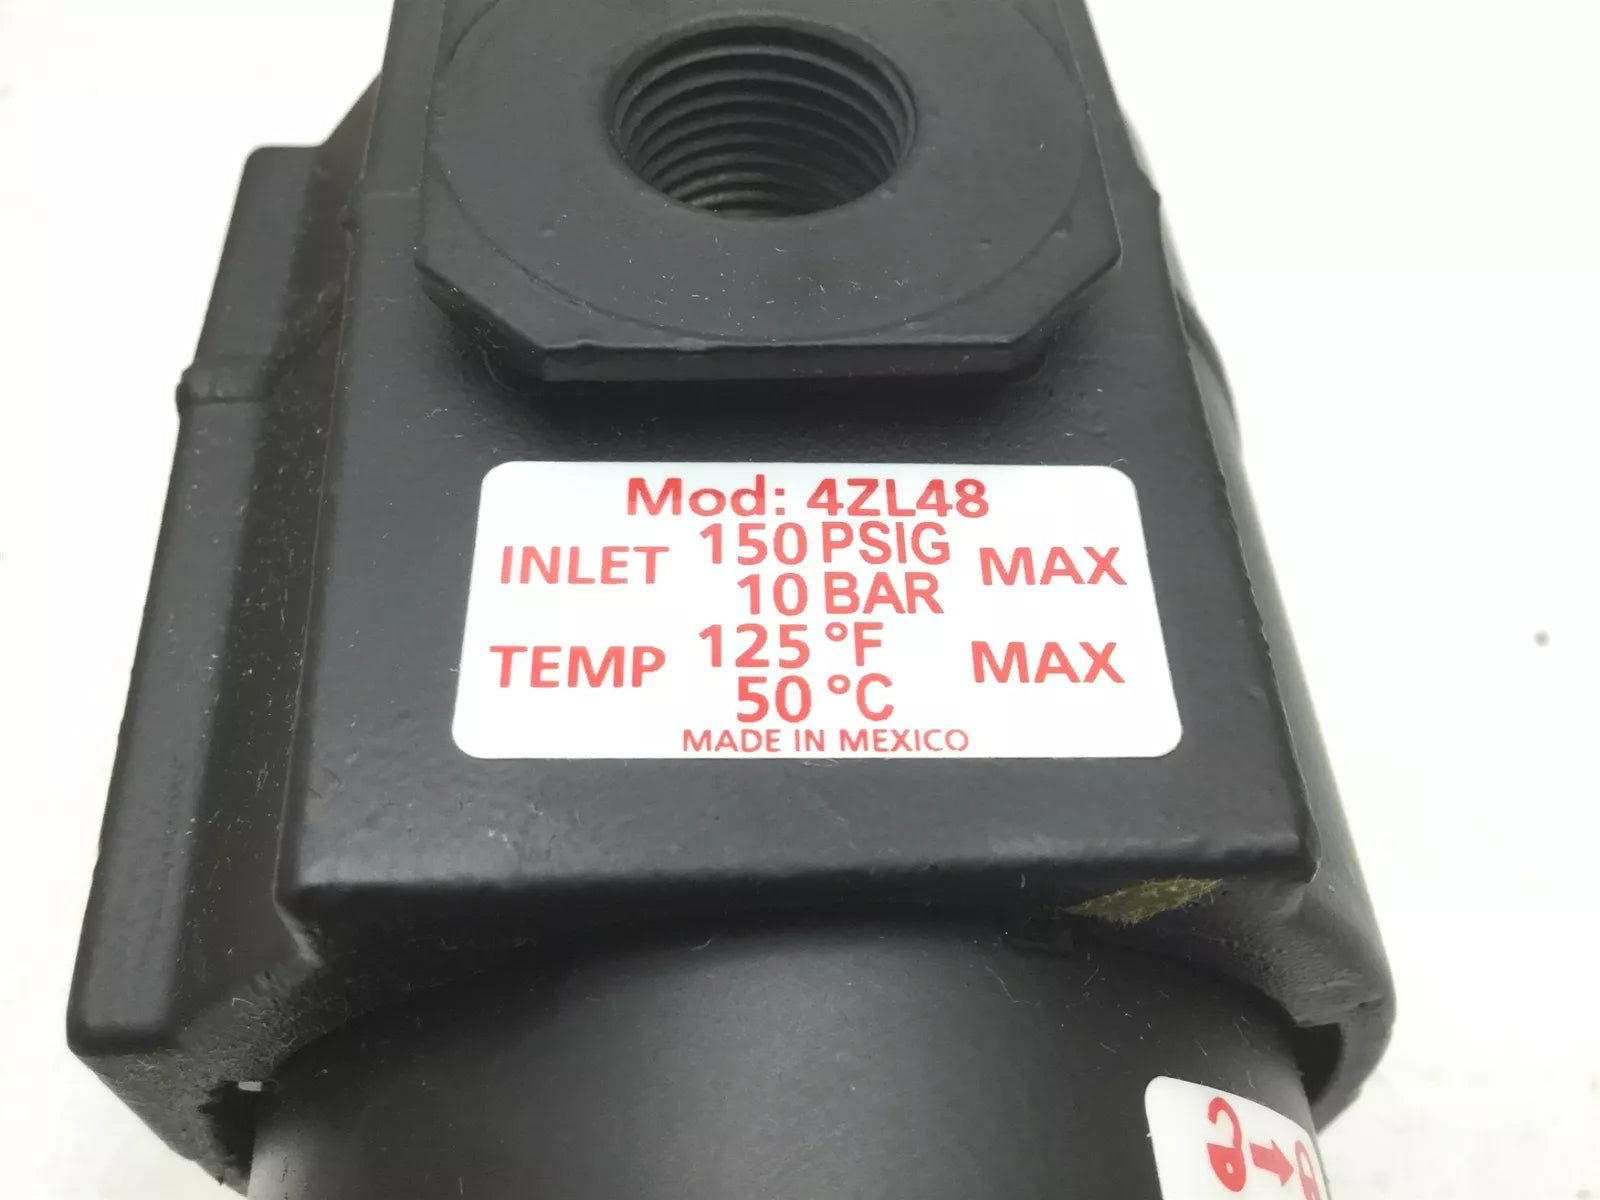 Mod: 4ZL48
INLET 150 PSIG MAX
10 BAR
TEMP 125 °F MAX
50 °C
MADE IN MEXICO